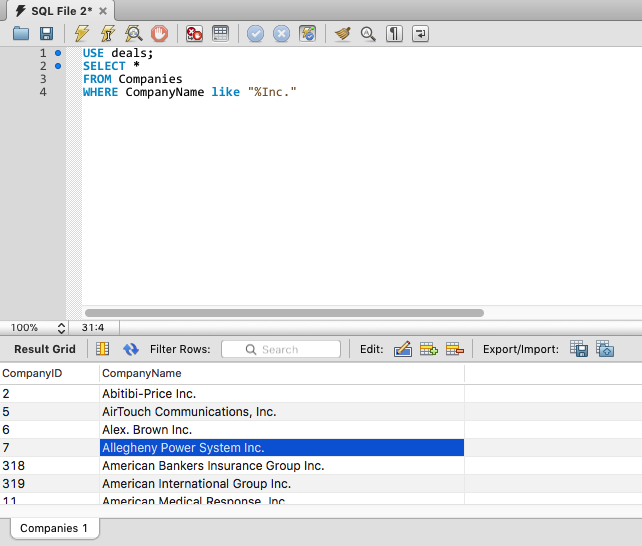 SQL File 2*
1 USE deals;
2 SELECT *
3 FROM Companies
4 WHERE CompanyName like "%Inc."
100% 31:4
Result Grid Filter Rows: Search Edit: Export/Import:
CompanyID CompanyName
2 Abitibi-Price Inc.
5 AirTouch Communications, Inc.
6 Alex. Brown Inc.
7 Allegheny Power System Inc.
318 American Bankers Insurance Group Inc.
319 American International Group Inc.
11 American Medical Response, Inc.
Companies 1